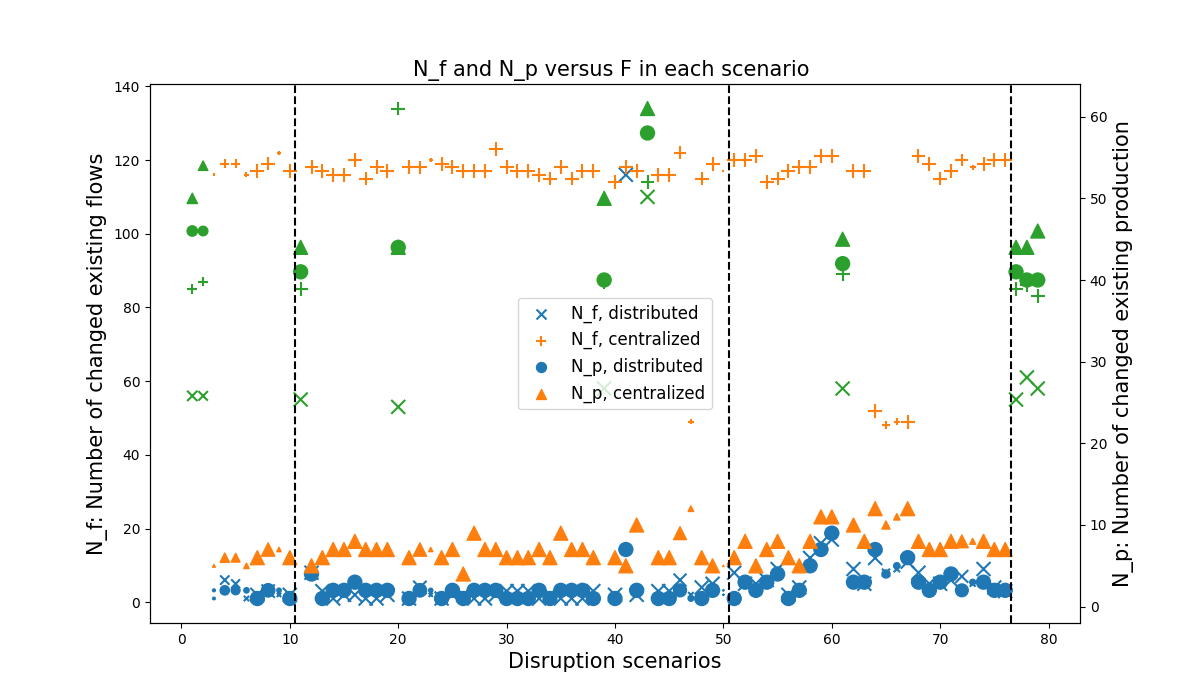 N_f and N_p versus F in each scenario
N_f: Number of changed existing flows
140
120
100
80
60
40
20
0
60
50
40
30
20
10
0
N_p: Number of changed existing production
N_f, distributed
N_f, centralized
N_p, distributed
N_p, centralized
0 10 20 30 40 50 60 70 80
Disruption scenarios